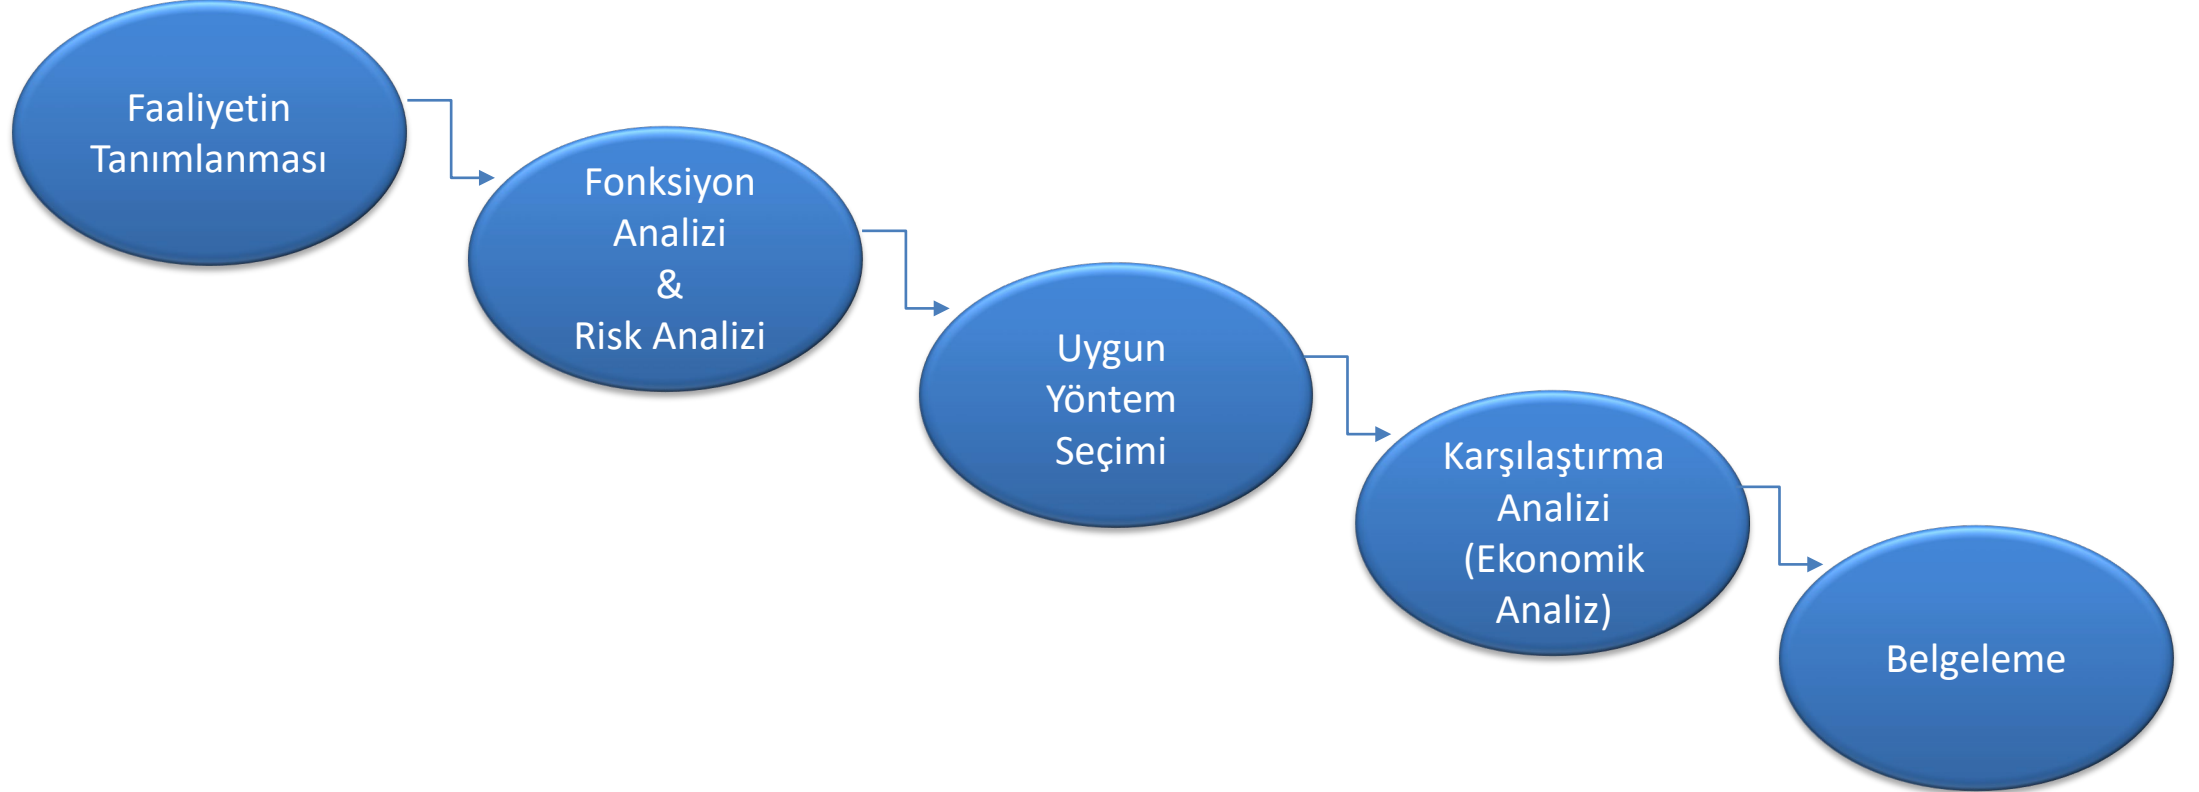 Faaliyetin
Tanımlanması
Fonksiyon
Analizi
&
Risk Analizi
Uygun
Yöntem
Seçimi
Karşılaştırma
Analizi
(Ekonomik
Analiz)
Belgeleme